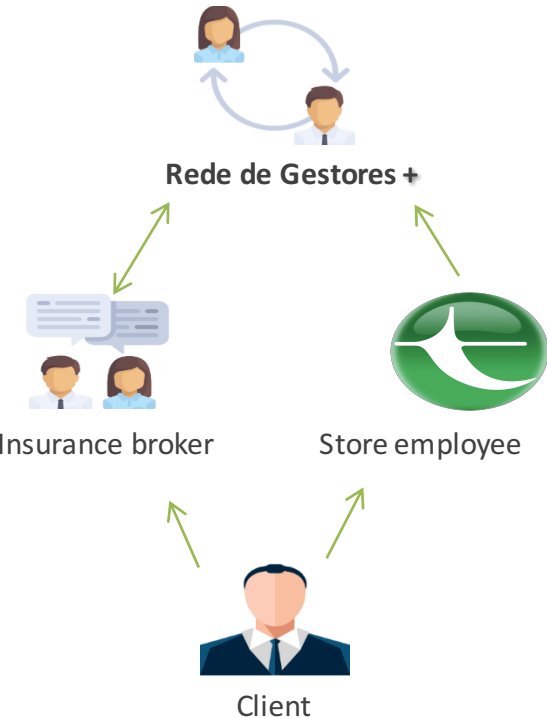 Rede de Gestores +
Insurance broker
Store employee
Client